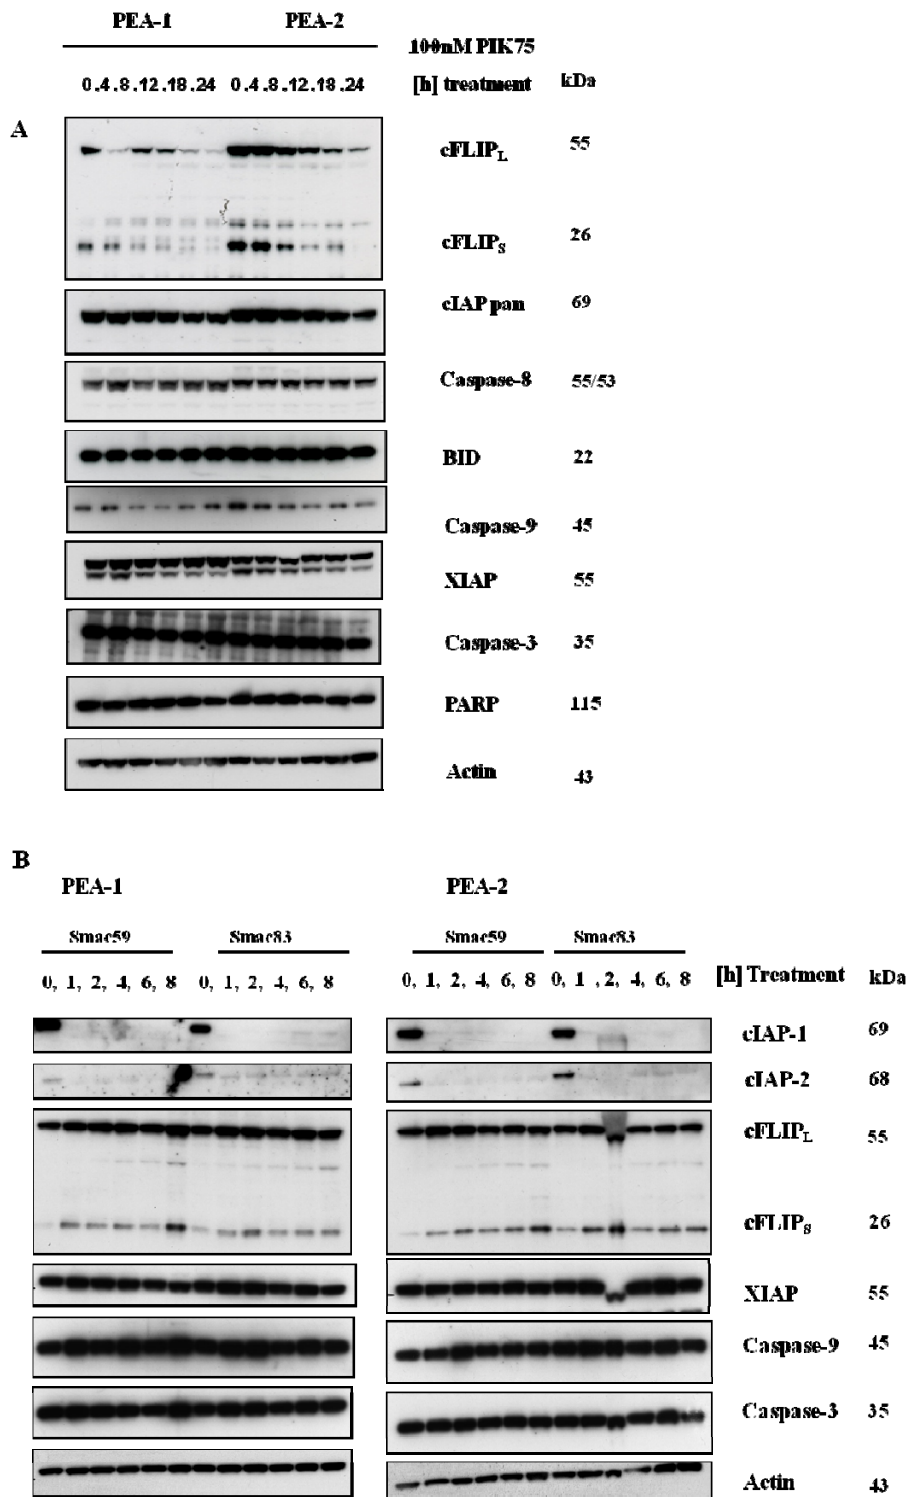 PEA-1 PEA-2
100nM PIK75
0.4.8.12.18.24 0.4.8.12.18.24 [h] treatment kDa
A
cFLIPL 55
cFLIPS 26
cIAP pan 69
Caspase-8 55/53
BID 22
Caspase-9 45
XIAP 55
Caspase-3 35
PARP 115
Actin 43
B
PEA-1 PEA-2
Smac59 Smac83 Smac59 Smac83
0, 1, 2, 4, 6, 8 0, 1, 2, 4, 6, 8 0, 1, 2, 4, 6, 8 0, 1 ,2, 4, 6, 8 [h] Treatment kDa
cIAP-1 69
cIAP-2 68
cFLIPL 55
cFLIPS 26
XIAP 55
Caspase-9 45
Caspase-3 35
Actin 43